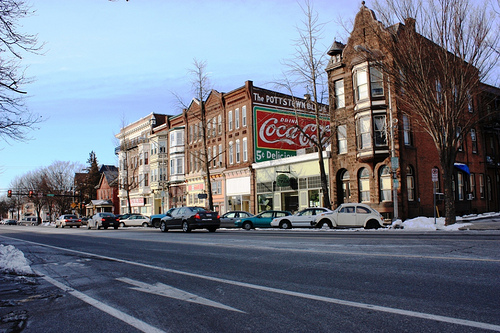 The POTTSTOWN
DRINK
Coca-Cola
5¢ Delicious